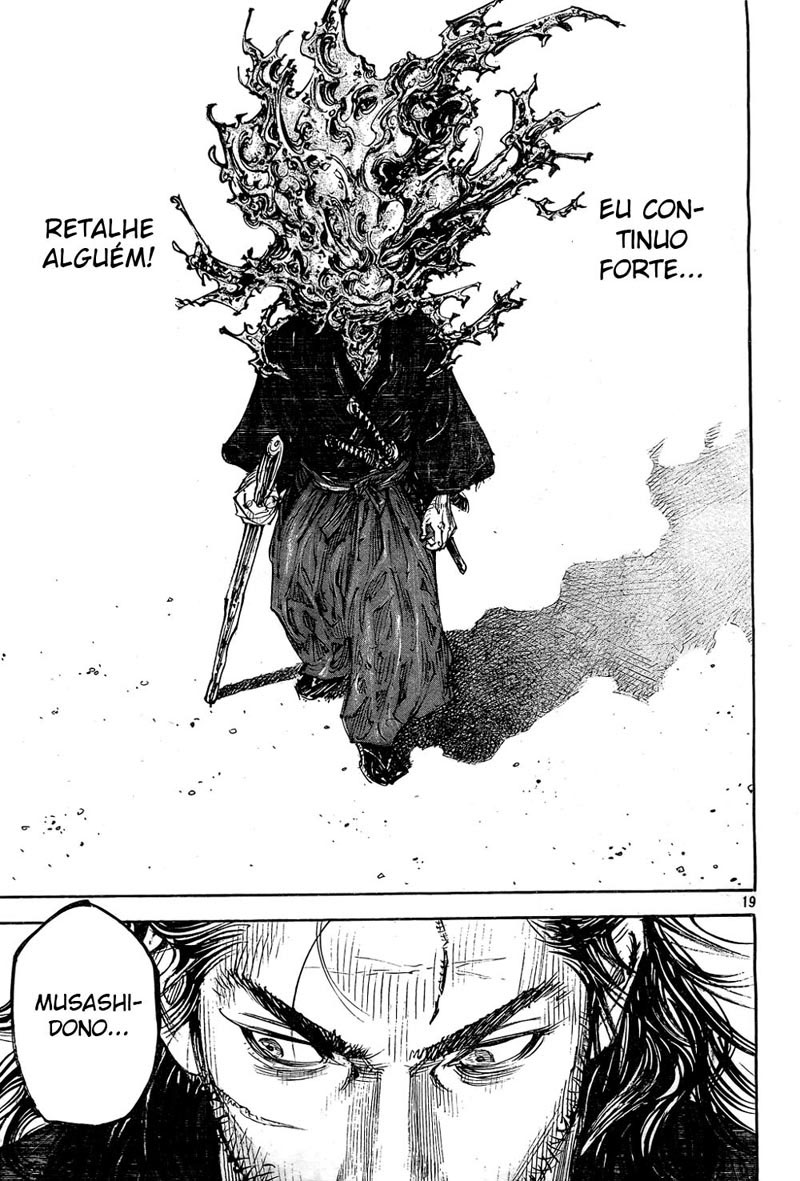 EU CON-
TINUO
FORTE...
RETALHE
ALGUÉM!
19
MUSASHI-
DONO...